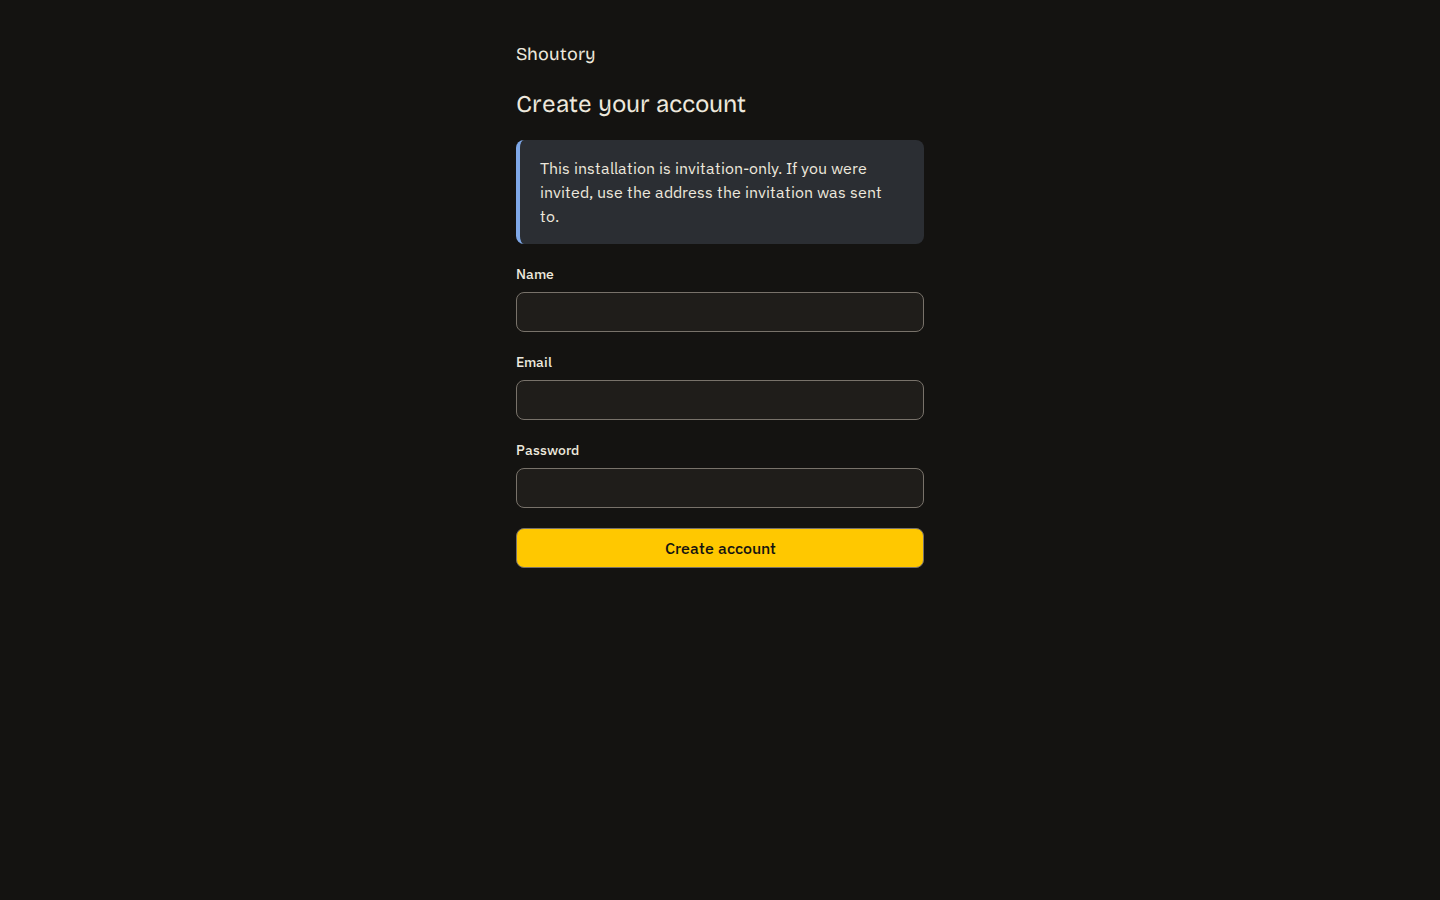 Shoutory
Create your account
This installation is invitation-only. If you were
invited, use the address the invitation was sent
to.
Name
Email
Password
Create account